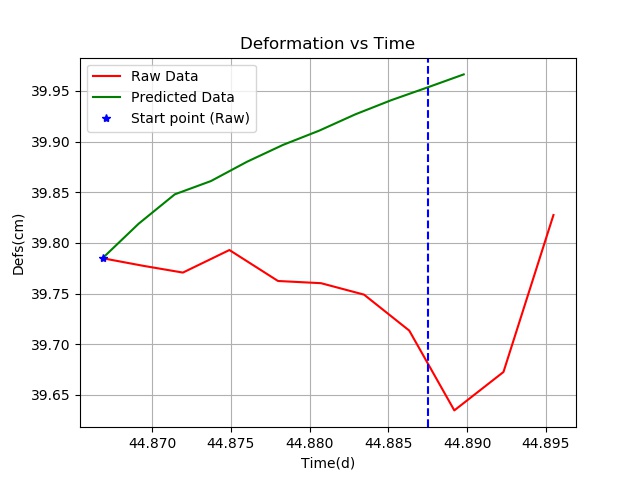 Deformation vs Time
Raw Data
Predicted Data
Start point (Raw)
39.95
39.90
39.85
39.80
39.75
39.70
39.65
Defs(cm)
44.870
44.875
44.880
44.885
44.890
44.895
Time(d)